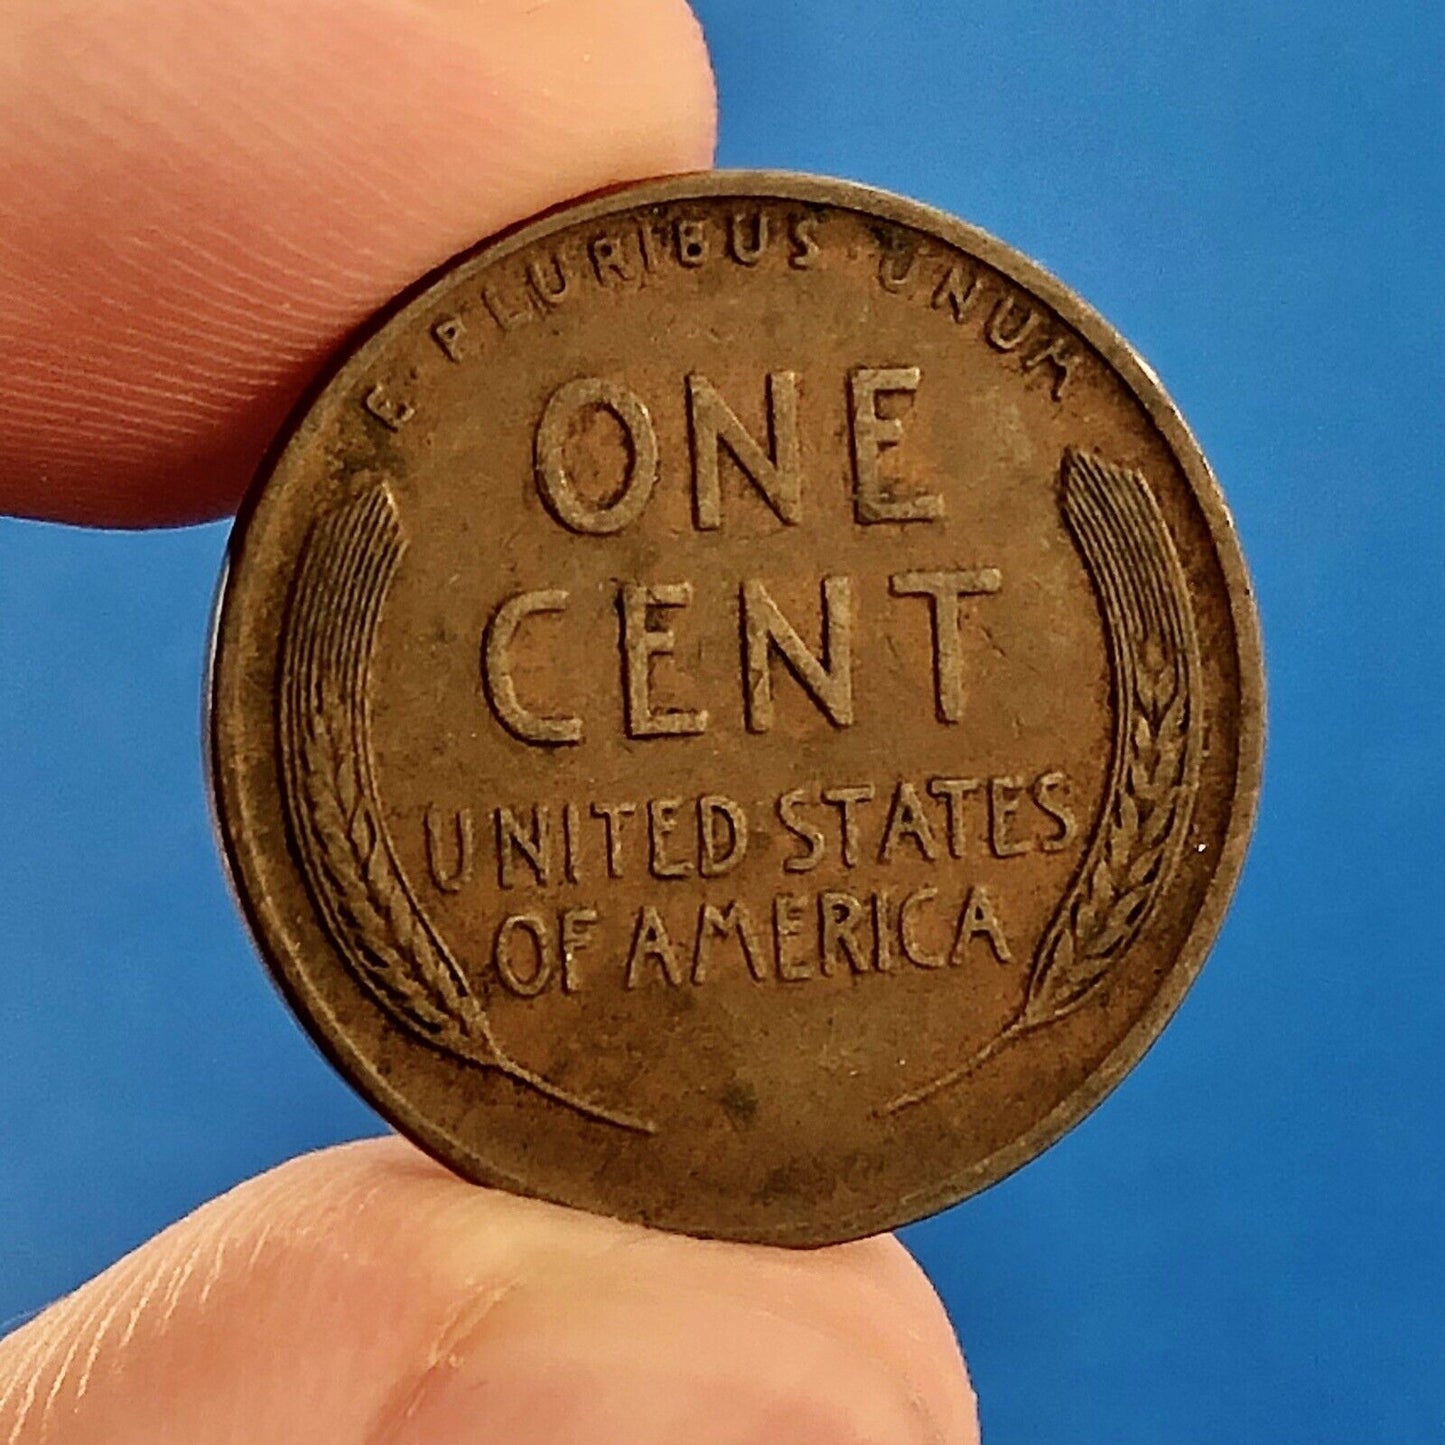 E · PLURIBUS · UNUM
ONE
CENT
UNITED STATES
OF AMERICA